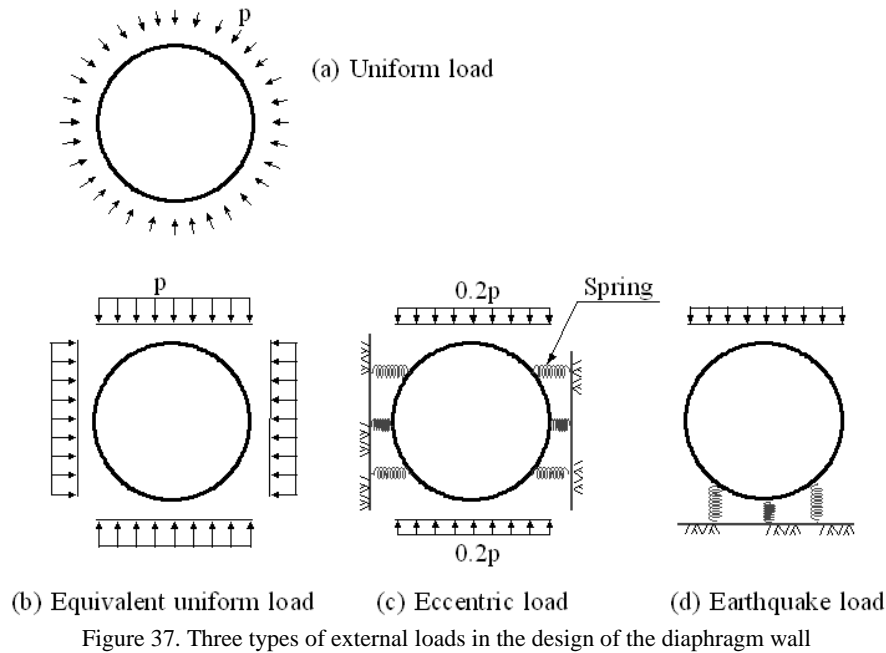 p
(a) Uniform load
p
0.2p
Spring
0.2p
(b) Equivalent uniform load
(c) Eccentric load
(d) Earthquake load
Figure 37. Three types of external loads in the design of the diaphragm wall